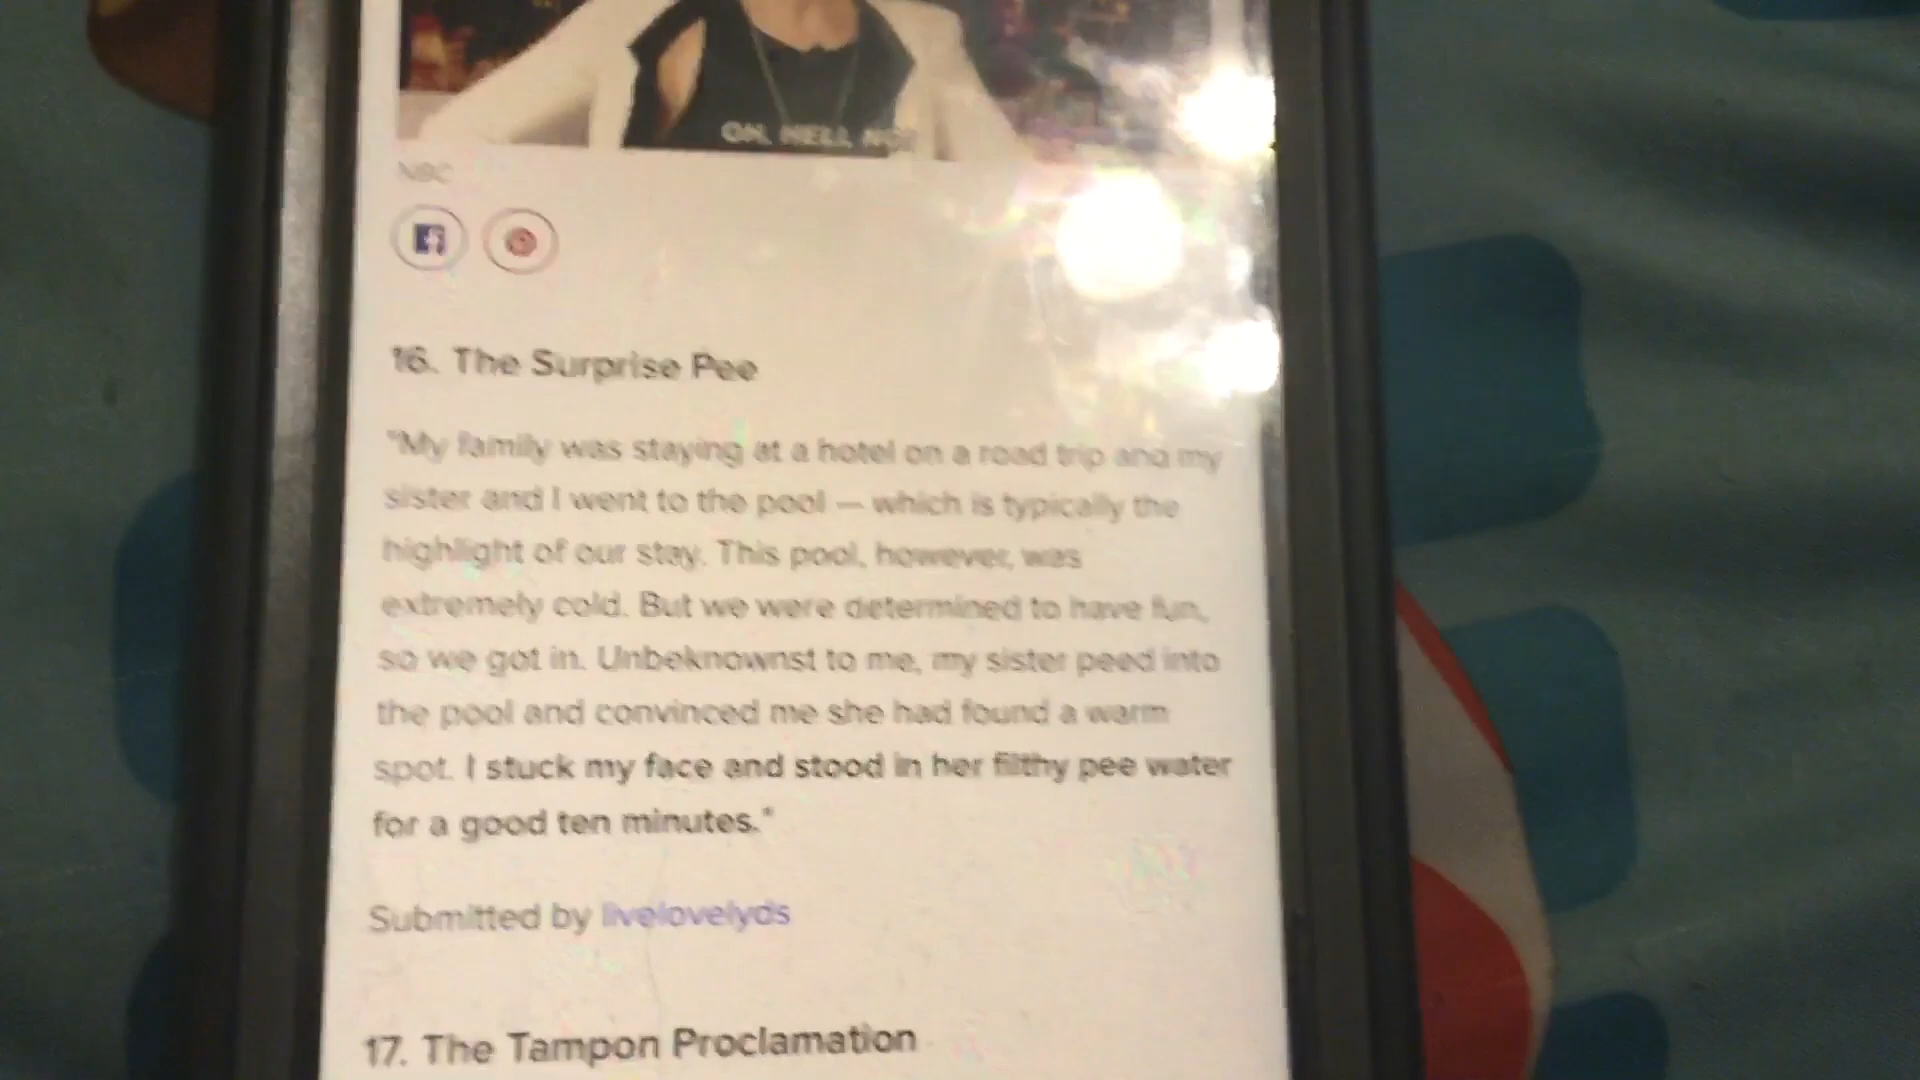 OH, HELL NO!
NBC
16. The Surprise Pee
"My family was staying at a hotel on a road trip and my
sister and I went to the pool — which is typically the
highlight of our stay. This pool, however, was
extremely cold. But we were determined to have fun,
so we got in. Unbeknownst to me, my sister peed into
the pool and convinced me she had found a warm
spot. I stuck my face and stood in her filthy pee water
for a good ten minutes."
Submitted by livelovelyds
17. The Tampon Proclamation